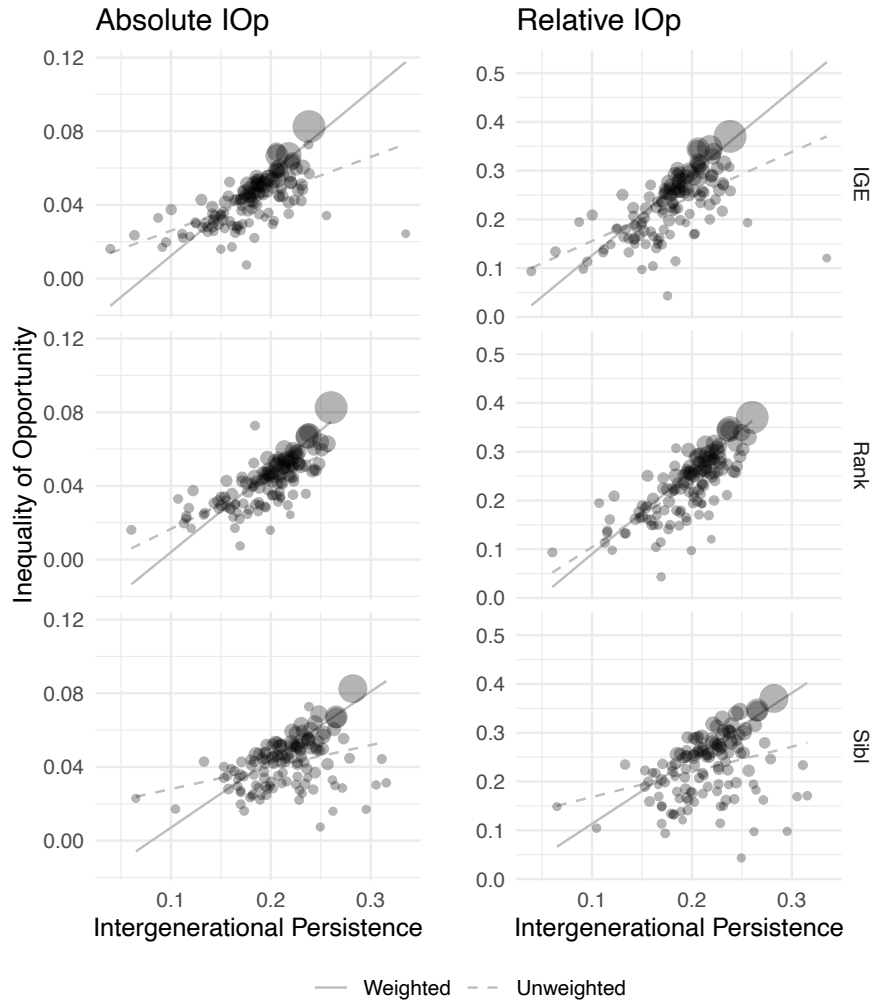 Absolute IOp
Relative IOp
0.12
0.08
0.04
0.00
0.5
0.4
0.3
0.2
0.1
0.0
IGE
0.12
0.08
0.04
0.00
0.5
0.4
0.3
0.2
0.1
0.0
Rank
0.12
0.08
0.04
0.00
0.5
0.4
0.3
0.2
0.1
0.0
Sibl
Inequality of Opportunity
0.1 0.2 0.3
0.1 0.2 0.3
Intergenerational Persistence
Intergenerational Persistence
Weighted Unweighted